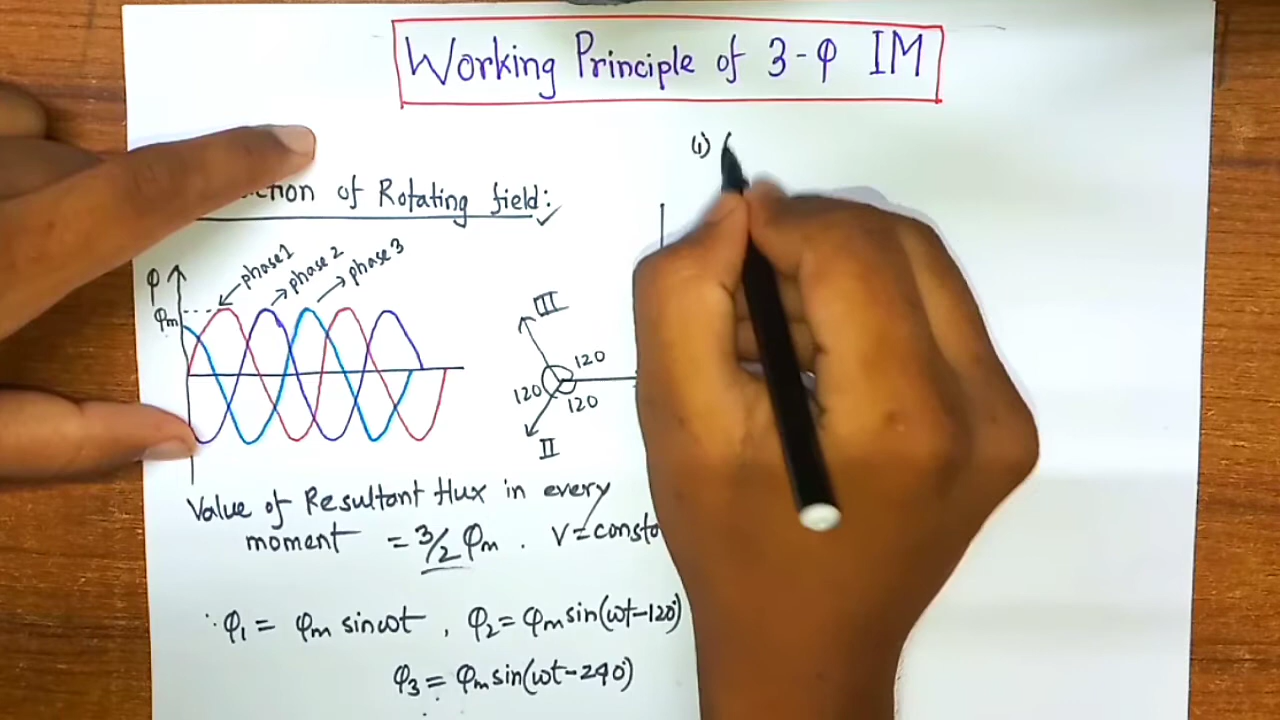 Working Principle of 3-φ IM
of Rotating field:
(i)
φ
φm
phase1
phase 2
phase 3
III
120
120
120
II
Value of Resultant flux in every
moment = 3/2 φm . V=consta
∴ φ1 = φm sinωt , φ2 = φm sin(ωt-120°)
φ3 = φm sin(ωt-240°)